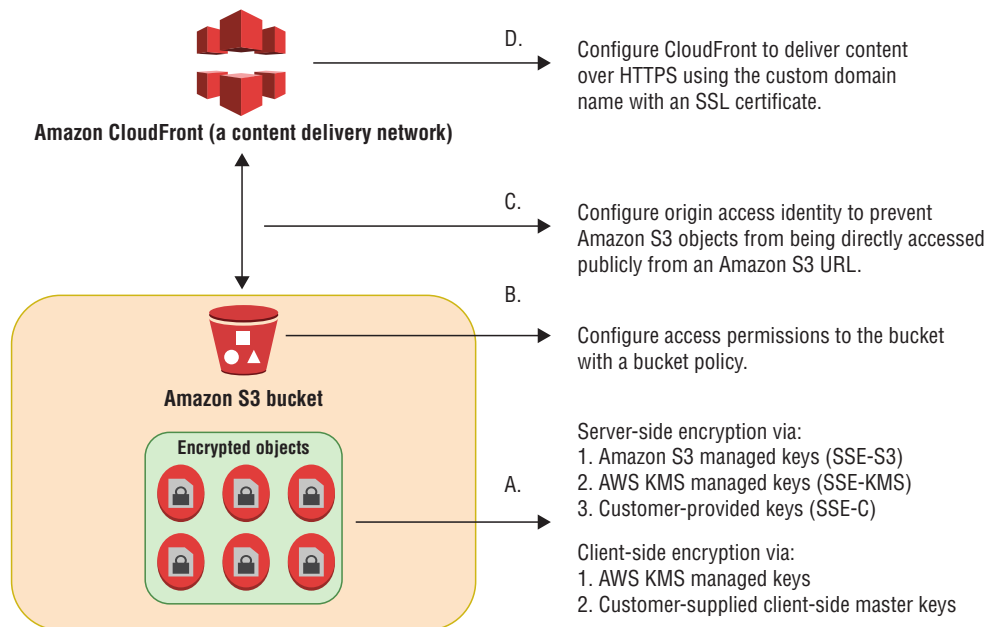 D.
Configure CloudFront to deliver content
over HTTPS using the custom domain
name with an SSL certificate.
Amazon CloudFront (a content delivery network)
C.
Configure origin access identity to prevent
Amazon S3 objects from being directly accessed
publicly from an Amazon S3 URL.
B.
Configure access permissions to the bucket
with a bucket policy.
Amazon S3 bucket
Encrypted objects
A.
Server-side encryption via:
1. Amazon S3 managed keys (SSE-S3)
2. AWS KMS managed keys (SSE-KMS)
3. Customer-provided keys (SSE-C)
Client-side encryption via:
1. AWS KMS managed keys
2. Customer-supplied client-side master keys